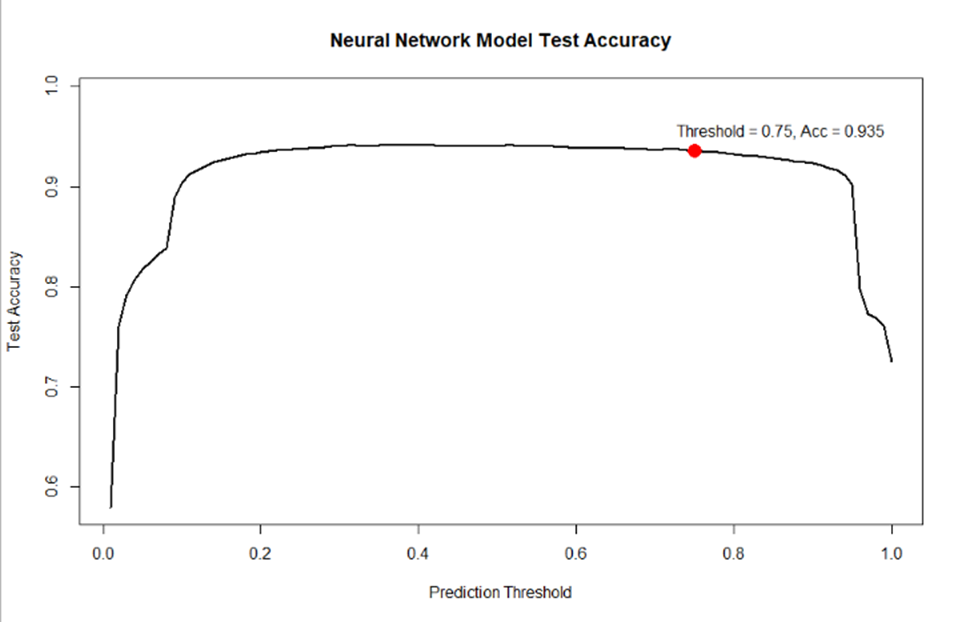 Neural Network Model Test Accuracy
Threshold = 0.75, Acc = 0.935
Test Accuracy
1.0
0.9
0.8
0.7
0.6
0.0 0.2 0.4 0.6 0.8 1.0
Prediction Threshold